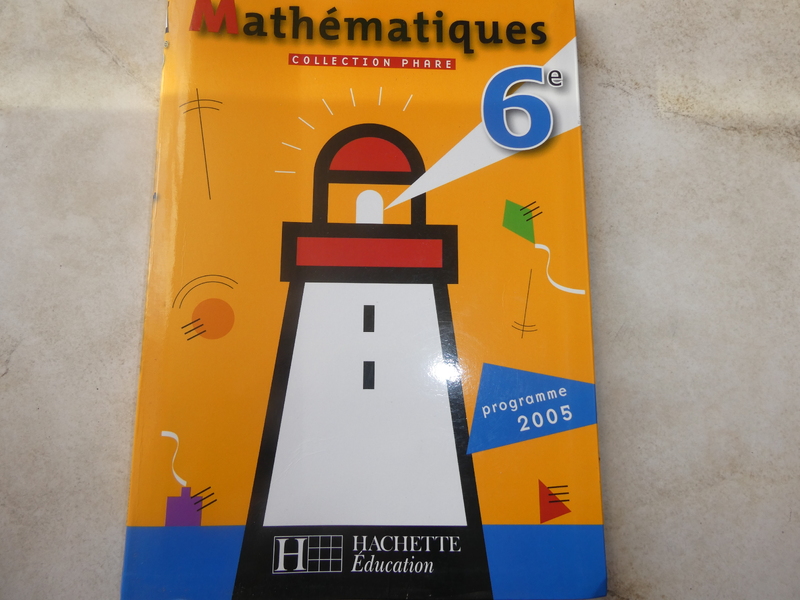 Mathématiques
COLLECTION PHARE
6e
programme
2005
H
HACHETTE
Éducation